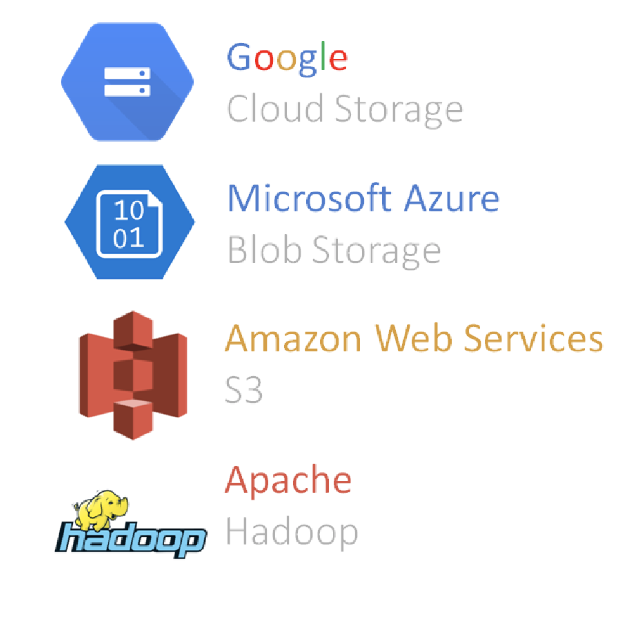 Google
Cloud Storage
10
01
Microsoft Azure
Blob Storage
Amazon Web Services
S3
hadoop
Apache
Hadoop